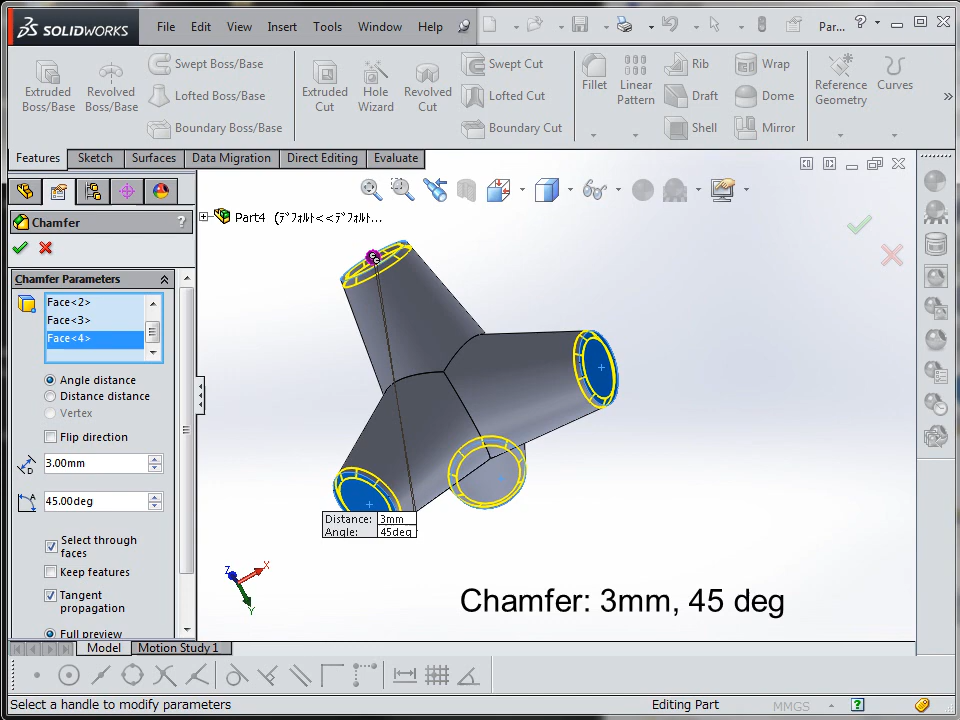 SOLIDWORKS File Edit View Insert Tools Window Help Par... ?
Extruded Boss/Base
Revolved Boss/Base
Swept Boss/Base
Lofted Boss/Base
Boundary Boss/Base
Extruded Cut
Hole Wizard
Revolved Cut
Swept Cut
Lofted Cut
Boundary Cut
Fillet
Linear Pattern
Rib
Draft
Shell
Wrap
Dome
Mirror
Reference Geometry
Curves
»
Features Sketch Surfaces Data Migration Direct Editing Evaluate
Chamfer ?
Chamfer Parameters
Face<2>
Face<3>
Face<4>
Angle distance
Distance distance
Vertex
Flip direction
D 3.00mm
A 45.00deg
Select through
faces
Keep features
Tangent
propagation
Full preview
Part4 (ﾃﾞﾌｫﾙﾄ<<ﾃﾞﾌｫﾙﾄ...
Distance: 3mm
Angle: 45deg
Z X
Y
Chamfer: 3mm, 45 deg
Model Motion Study 1
Select a handle to modify parameters Editing Part MMGS ?